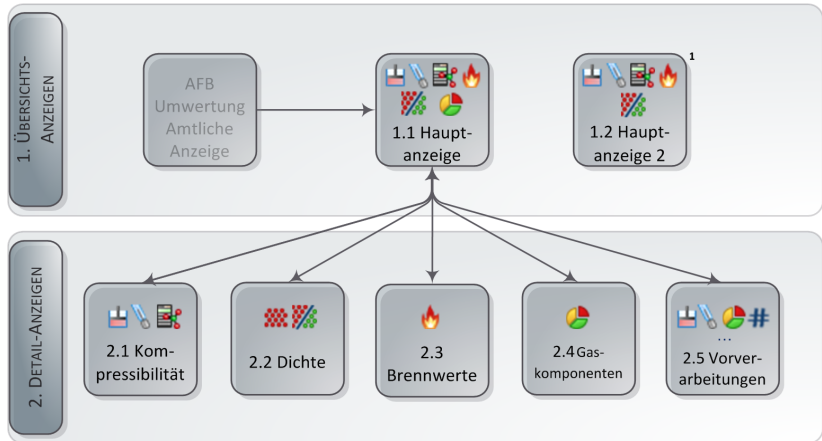 1. ÜBERSICHTS-
ANZEIGEN
AFB
Umwertung
Amtliche
Anzeige
1.1 Haupt-
anzeige
1
1.2 Haupt-
anzeige 2
2. DETAIL-ANZEIGEN
2.1 Kom-
pressibilität
2.2 Dichte
2.3
Brennwerte
2.4 Gas-
komponenten
#
...
2.5 Vorver-
arbeitungen